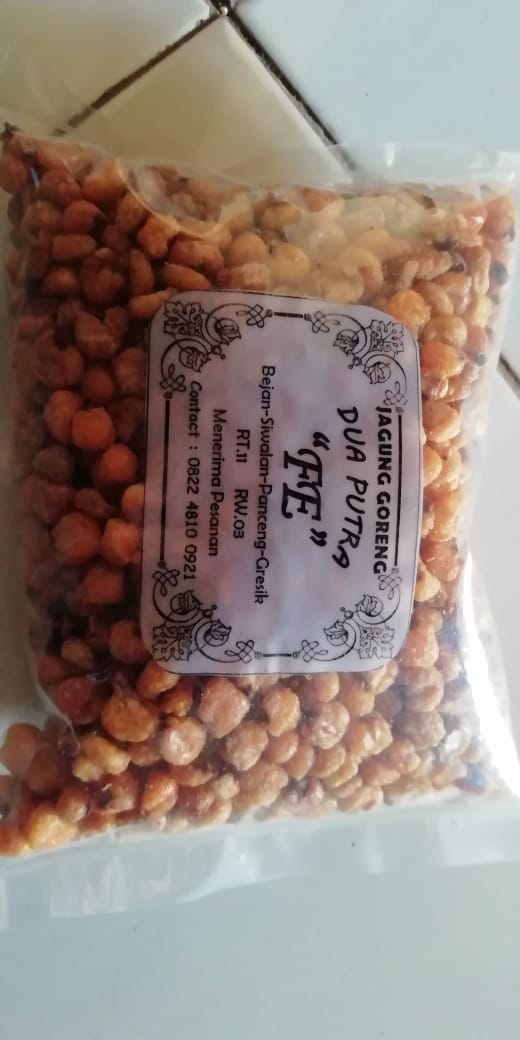 JAGUNG GORENG
DUA PUTRA
"FE"
Bejan-Siwalan-Panceng-Gresik
RT.11 RW.03
Menerima Pesanan
Contact : 0822 4810 0921